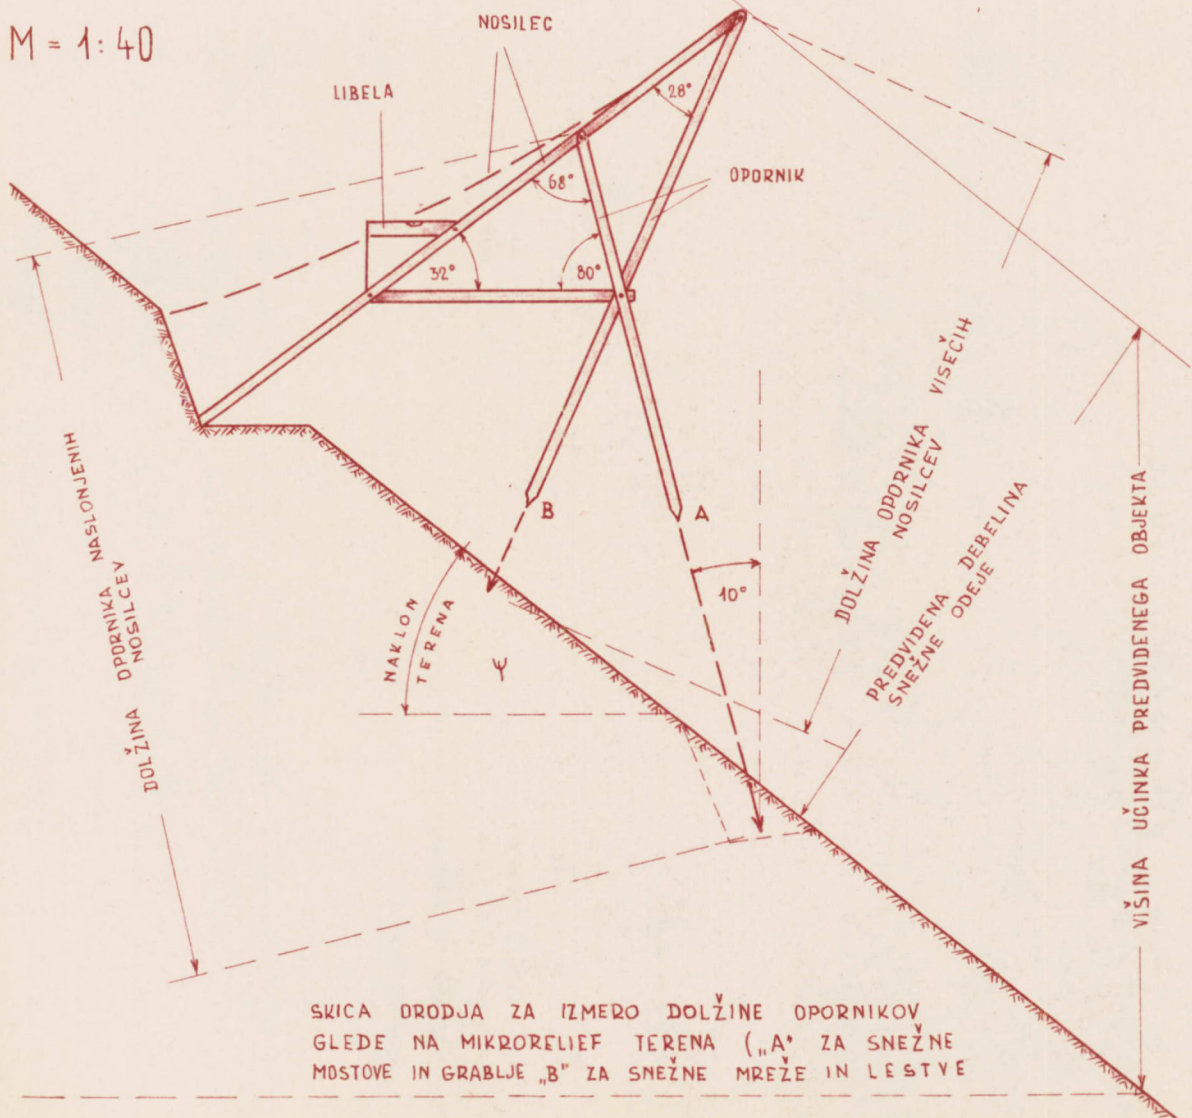 M = 1:40
NOSILEC
LIBELA
28°
68°
OPORNIK
32°
80°
B
A
10°
NAKLON
TERENA
Ψ
DOLŽINA OPORNIKA NASLONJENIH
NOSILCEV
DOLŽINA OPORNIKA VISEČIH
NOSILCEV
PREDVIDENA DEBELINA
SNEŽNE ODEJE
VIŠINA UČINKA PREDVIDENEGA OBJEKTA
SKICA ORODJA ZA IZMERO DOLŽINE OPORNIKOV
GLEDE NA MIKRORELIEF TERENA („A" ZA SNEŽNE
MOSTOVE IN GRABLJE „B" ZA SNEŽNE MREŽE IN LESTVE